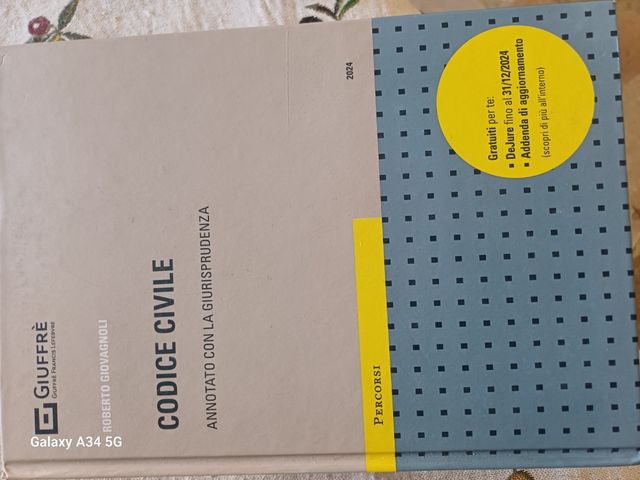 GIUFFRÈ
GIUFFRÈ FRANCIS LEFEBVRE
ROBERTO GIOVAGNOLI
CODICE CIVILE
ANNOTATO CON LA GIURISPRUDENZA
2024
PERCORSI
Gratuiti per te:
▪ DeJure fino al 31/12/2024
▪ Addenda di aggiornamento
(scopri di più all'interno)
Galaxy A34 5G